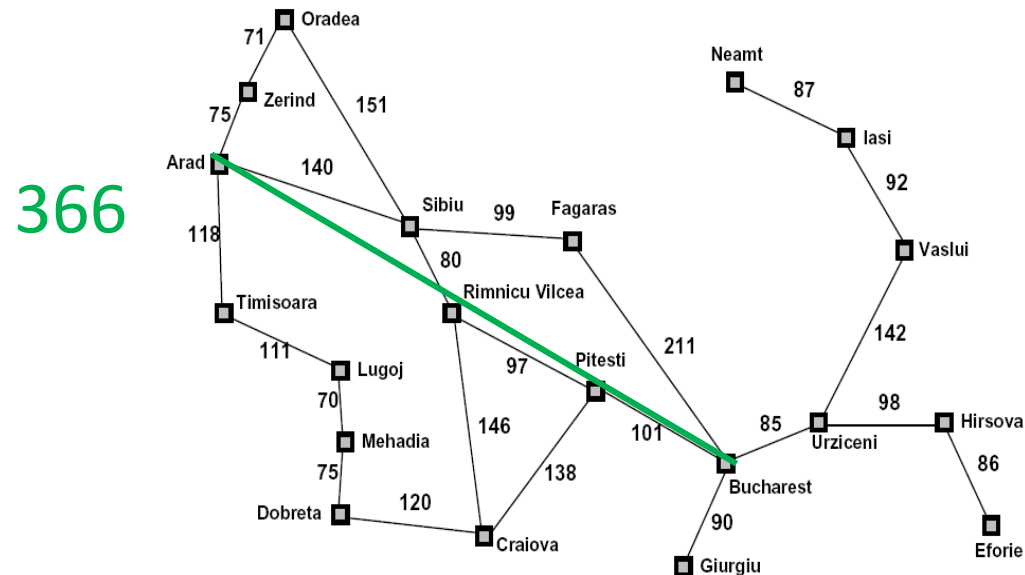 Oradea
71
Neamt
87
Zerind
151
75
Iasi
Arad
140
92
366
Sibiu
99
Fagaras
118
80
Vaslui
Timisoara
Rimnicu Vilcea
142
111
211
Lugoj
97
Pitesti
70
98
Hirsova
85
Mehadia
146
101
Urziceni
75
138
86
Bucharest
Dobreta
120
90
Craiova
Eforie
Giurgiu